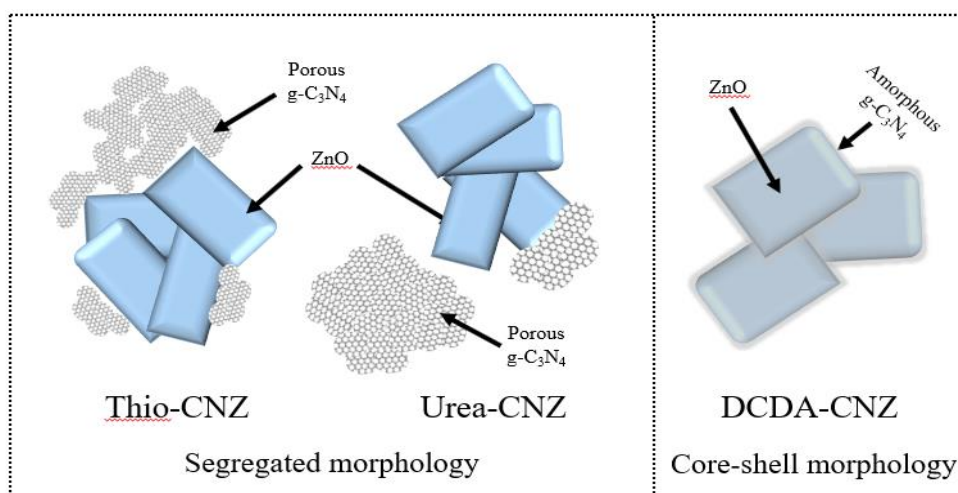 Porous
g-C₃N₄
ZnO
Porous
g-C₃N₄
Thio-CNZ
Urea-CNZ
Segregated morphology
ZnO
Amorphous
g-C₃N₄
DCDA-CNZ
Core-shell morphology